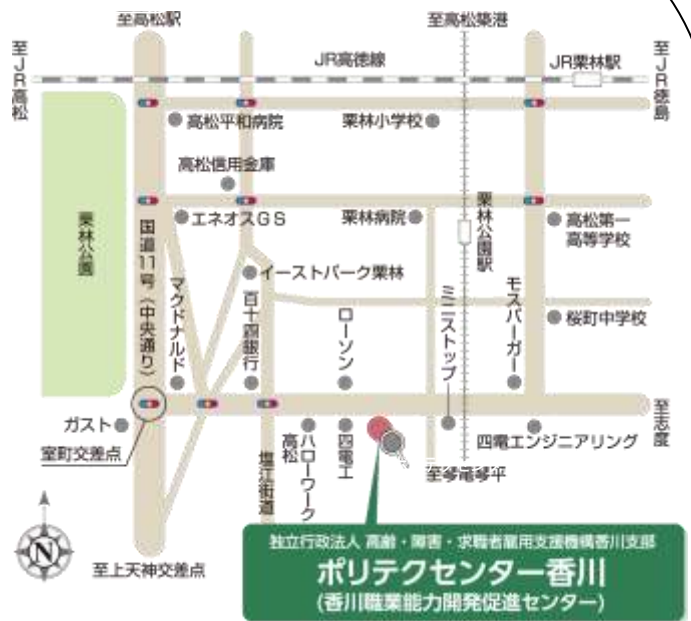 至高松駅
至高松築港
至JR高松
JR高徳線
JR栗林駅
至JR徳島
高松平和病院
栗林小学校
高松信用金庫
栗林公園
国道11号（中央通り）
エネオスGS
栗林病院
栗林公園駅
高松第一
高等学校
マクドナルド
イーストパーク栗林
百十四銀行
ローソン
ミニストップ
モスバーガー
桜町中学校
ガスト
室町交差点
塩江街道
ハローワーク
高松
四電工
四電エンジニアリング
至志度
至琴電琴平
N
至上天神交差点
独立行政法人 高齢・障害・求職者雇用支援機構香川支部
ポリテクセンター香川
(香川職業能力開発促進センター)